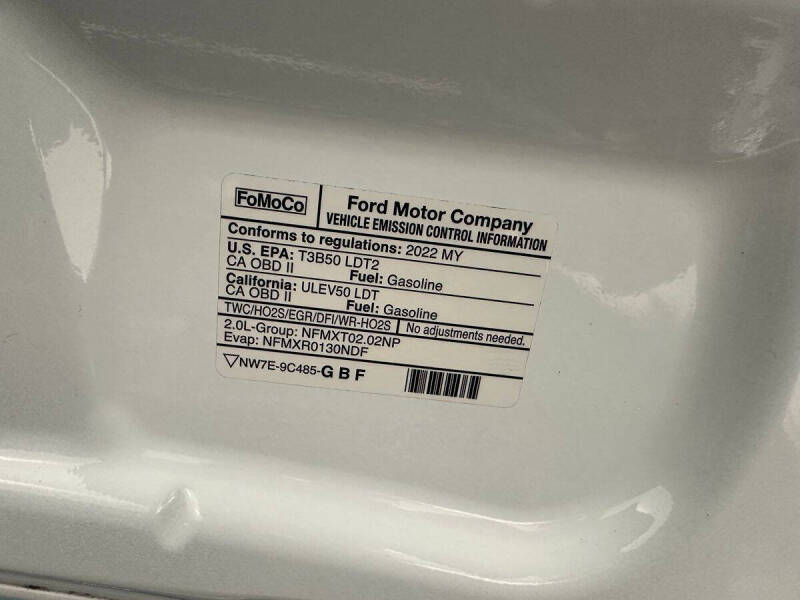 FoMoCo
Ford Motor Company
VEHICLE EMISSION CONTROL INFORMATION
Conforms to regulations: 2022 MY
U.S. EPA: T3B50 LDT2
CA OBD II Fuel: Gasoline
California: ULEV50 LDT
CA OBD II Fuel: Gasoline
TWC/HO2S/EGR/DFI/WR-HO2S No adjustments needed.
2.0L-Group: NFMXT02.02NP
Evap: NFMXR0130NDF
NW7E-9C485-G B F